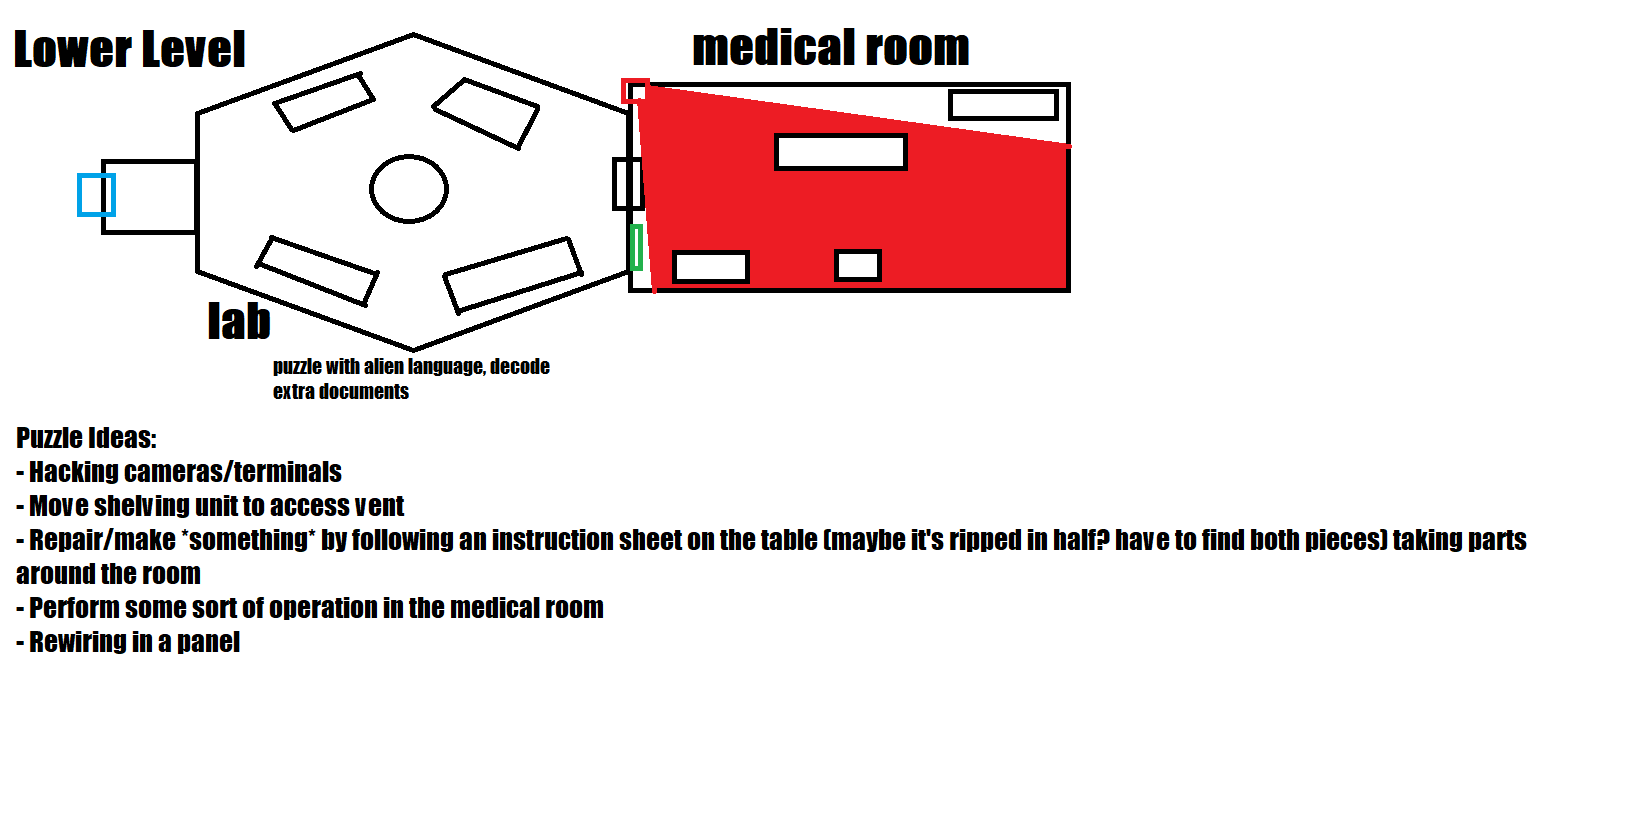 Lower Level
medical room
lab
puzzle with alien language, decode
extra documents
Puzzle Ideas:
- Hacking cameras/terminals
- Move shelving unit to access vent
- Repair/make *something* by following an instruction sheet on the table (maybe it's ripped in half? have to find both pieces) taking parts
around the room
- Perform some sort of operation in the medical room
- Rewiring in a panel